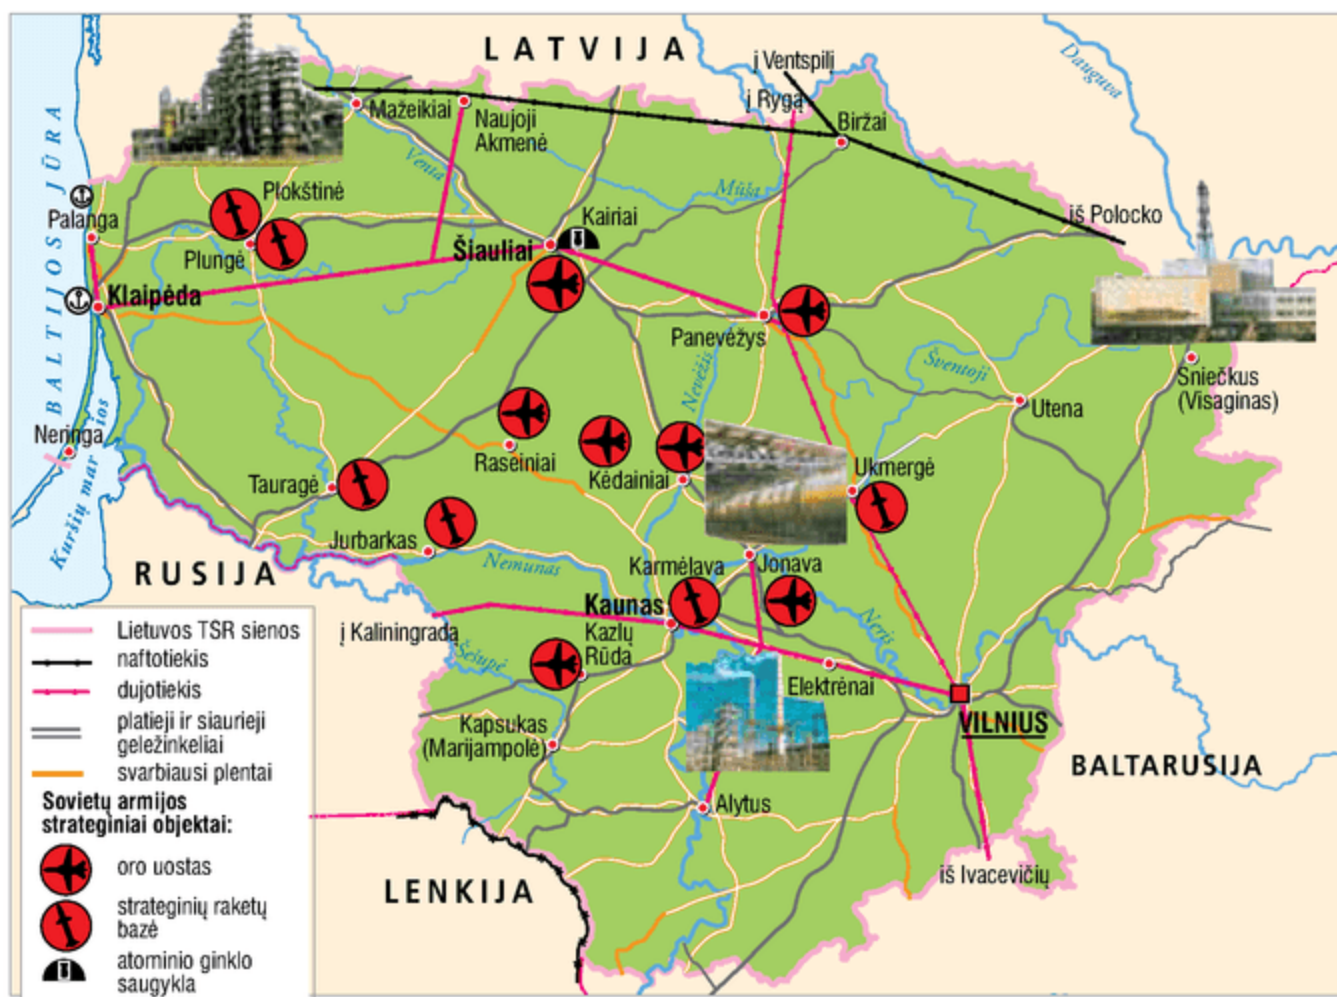 LATVIJA
į Ventspilį
į Rygą
Dauguva
Mažeikiai
Naujoji
Akmenė
Biržai
Venta
Mūša
iš Polocko
BALTIJOS JŪRA
Palanga
Plokštinė
Plungė
Kairiai
Šiauliai
Klaipėda
Panevėžys
Nevėžis
Šventoji
Sniečkus
(Visaginas)
Utena
Neringa
Kuršių marios
Raseiniai
Kėdainiai
Ukmergė
Tauragė
Jurbarkas
Nemunas
RUSIJA
Karmėlava
Jonava
Kaunas
Neris
į Kaliningradą
Kazlų
Rūda
Šešupė
Elektrėnai
VILNIUS
Kapsukas
(Marijampolė)
BALTARUSIJA
Alytus
iš Ivacevičių
LENKIJA
Lietuvos TSR sienos
naftotiekis
dujotiekis
platieji ir siaurieji
geležinkeliai
svarbiausi plentai
Sovietų armijos
strateginiai objektai:
oro uostas
strateginių raketų
bazė
atominio ginklo
saugykla